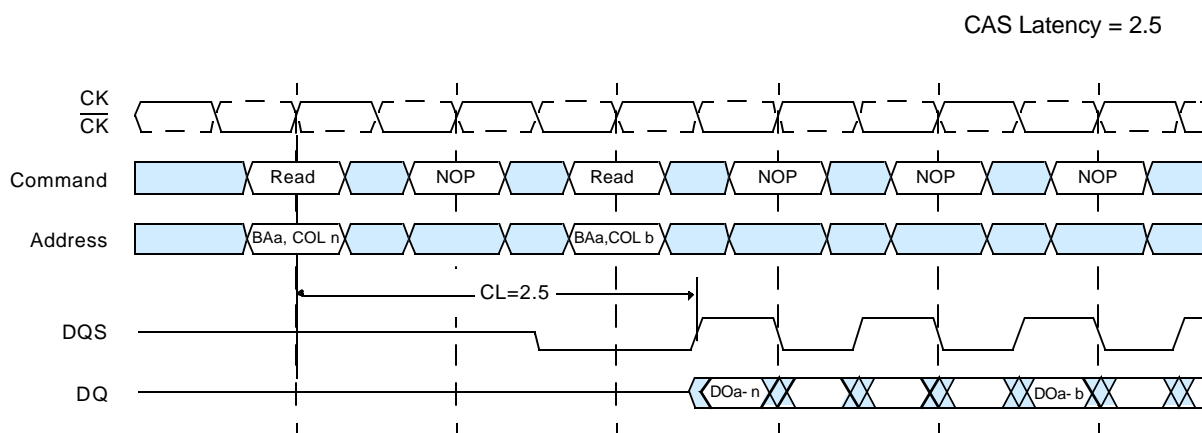 CAS Latency = 2.5
CK
CK
Command
Read
NOP
Read
NOP
NOP
NOP
Address
BAa, COL n
BAa,COL b
CL=2.5
DQS
DQ
DOa- n
DOa- b